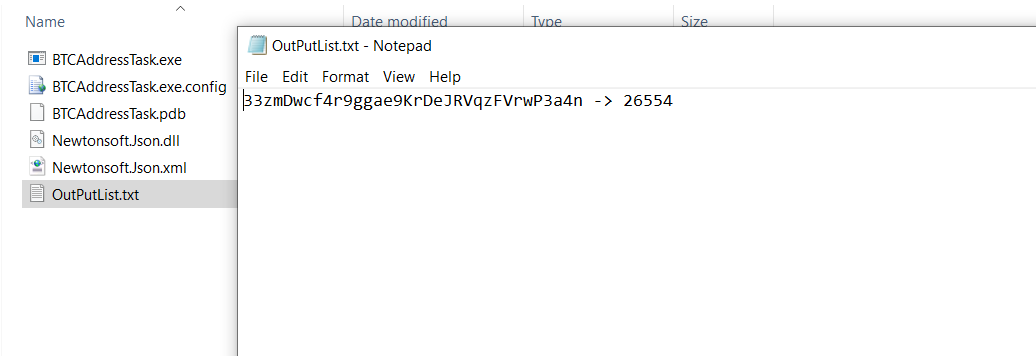 Name Date modified Type Size
OutPutList.txt - Notepad
File Edit Format View Help
33zmDwcf4r9ggae9KrDeJRVqzFVrwP3a4n -> 26554
BTCAddressTask.exe
BTCAddressTask.exe.config
BTCAddressTask.pdb
Newtonsoft.Json.dll
Newtonsoft.Json.xml
OutPutList.txt